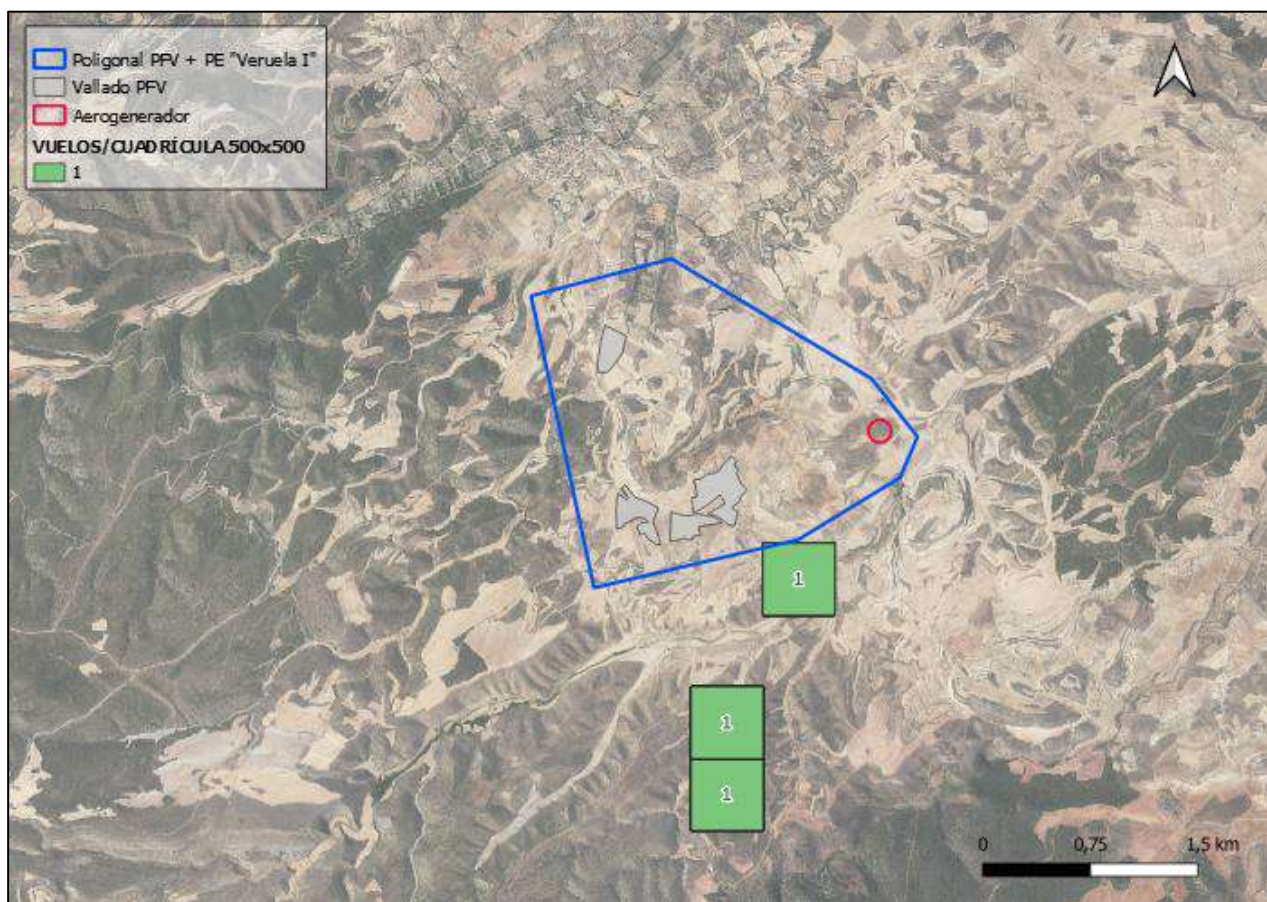 Poligonal PFV + PE "Veruela I"
Vallado PFV
Aerogenerador
VUELOS/CUADRÍCULA 500x500
1
1
1
1
0 0,75 1,5 km